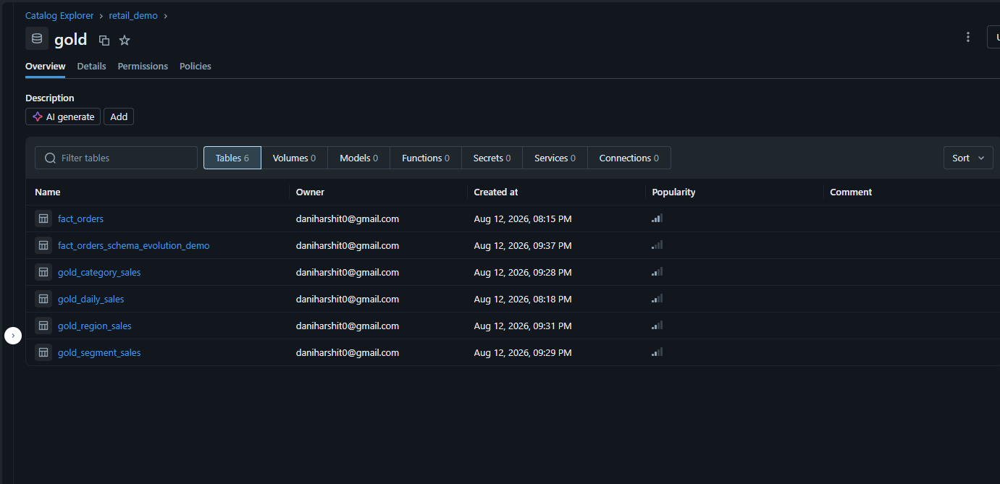 Catalog Explorer › retail_demo ›
gold
Overview Details Permissions Policies
Description
AI generate Add
Filter tables Tables 6 Volumes 0 Models 0 Functions 0 Secrets 0 Services 0 Connections 0 Sort
Name Owner Created at Popularity Comment
fact_orders daniharshit0@gmail.com Aug 12, 2026, 08:15 PM
fact_orders_schema_evolution_demo daniharshit0@gmail.com Aug 12, 2026, 09:37 PM
gold_category_sales daniharshit0@gmail.com Aug 12, 2026, 09:28 PM
gold_daily_sales daniharshit0@gmail.com Aug 12, 2026, 08:18 PM
gold_region_sales daniharshit0@gmail.com Aug 12, 2026, 09:31 PM
gold_segment_sales daniharshit0@gmail.com Aug 12, 2026, 09:29 PM